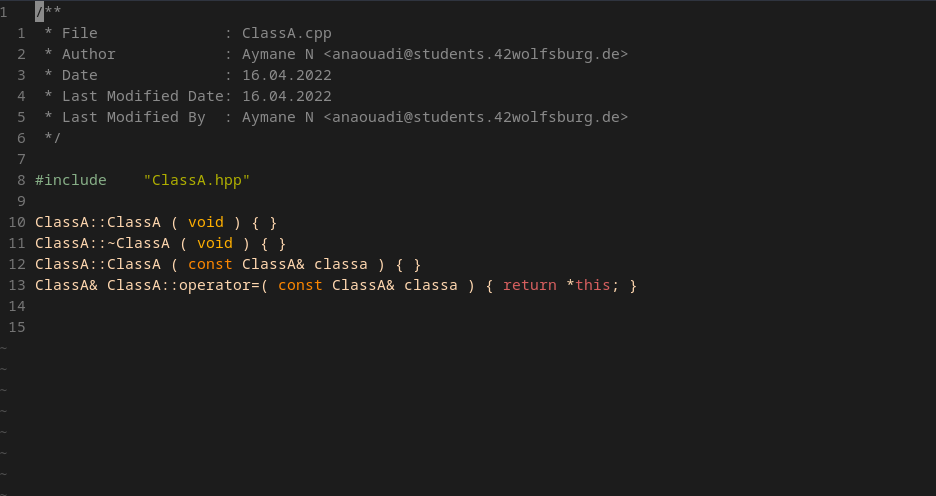 1 /**
1 * File : ClassA.cpp
2 * Author : Aymane N <anaouadi@students.42wolfsburg.de>
3 * Date : 16.04.2022
4 * Last Modified Date: 16.04.2022
5 * Last Modified By : Aymane N <anaouadi@students.42wolfsburg.de>
6 */
7
8 #include "ClassA.hpp"
9
10 ClassA::ClassA ( void ) { }
11 ClassA::~ClassA ( void ) { }
12 ClassA::ClassA ( const ClassA& classa ) { }
13 ClassA& ClassA::operator=( const ClassA& classa ) { return *this; }
14
15
~
~
~
~
~
~
~
~